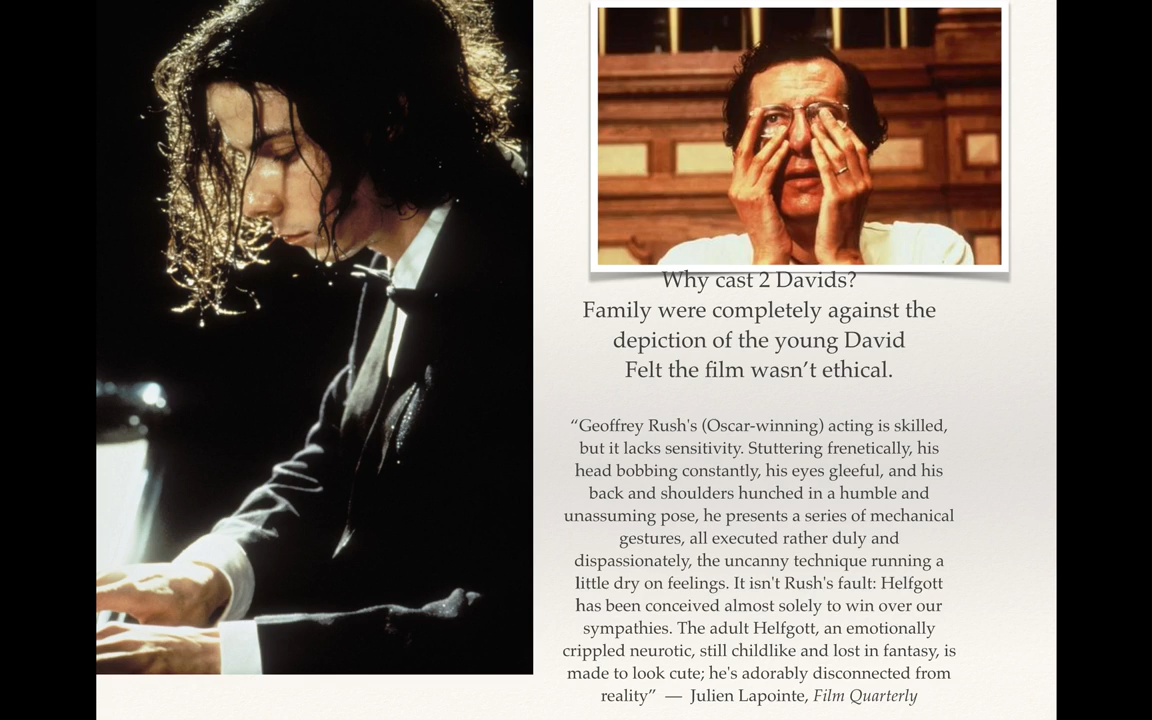 Why cast 2 Davids?
Family were completely against the
depiction of the young David
Felt the film wasn’t ethical.
“Geoffrey Rush's (Oscar-winning) acting is skilled,
but it lacks sensitivity. Stuttering frenetically, his
head bobbing constantly, his eyes gleeful, and his
back and shoulders hunched in a humble and
unassuming pose, he presents a series of mechanical
gestures, all executed rather duly and
dispassionately, the uncanny technique running a
little dry on feelings. It isn't Rush's fault: Helfgott
has been conceived almost solely to win over our
sympathies. The adult Helfgott, an emotionally
crippled neurotic, still childlike and lost in fantasy, is
made to look cute; he's adorably disconnected from
reality” — Julien Lapointe, Film Quarterly